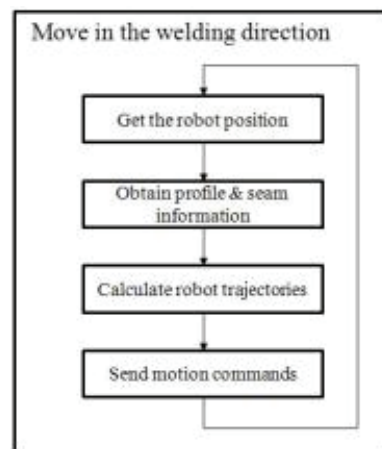 Move in the welding direction
Get the robot position
Obtain profile & seam
information
Calculate robot trajectories
Send motion commands